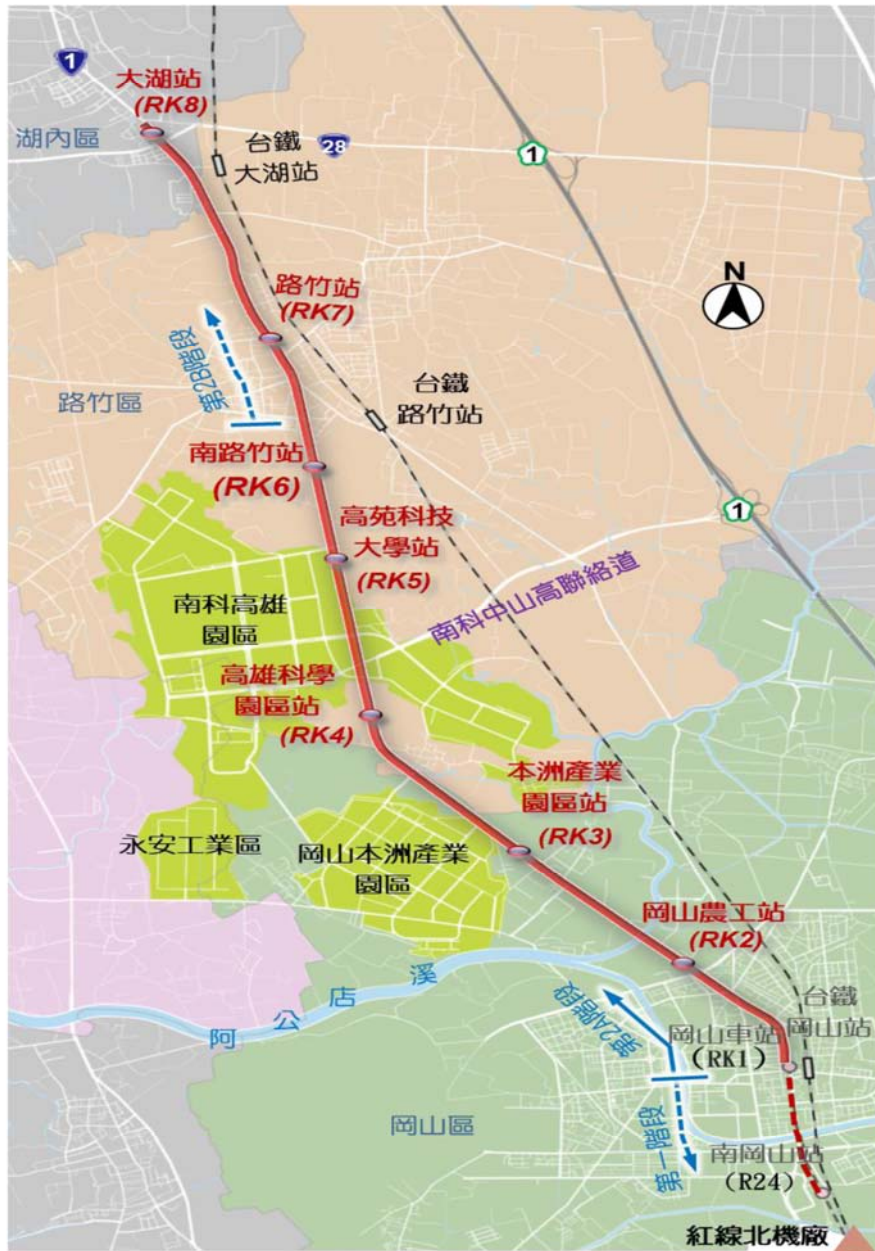 1
大湖站
(RK8)
湖內區
台鐵
大湖站
28
1
N
路竹站
(RK7)
第2B階段
路竹區
台鐵
路竹站
南路竹站
(RK6)
1
高苑科技
大學站
(RK5)
南科中山高聯絡道
南科高雄
園區
高雄科學
園區站
(RK4)
本洲產業
園區站
(RK3)
永安工業區
岡山本洲產業
園區
岡山農工站
(RK2)
阿公店溪
第2A階段
台鐵
岡山站
岡山車站
(RK1)
第一階段
岡山區
南岡山站
(R24)
紅線北機廠